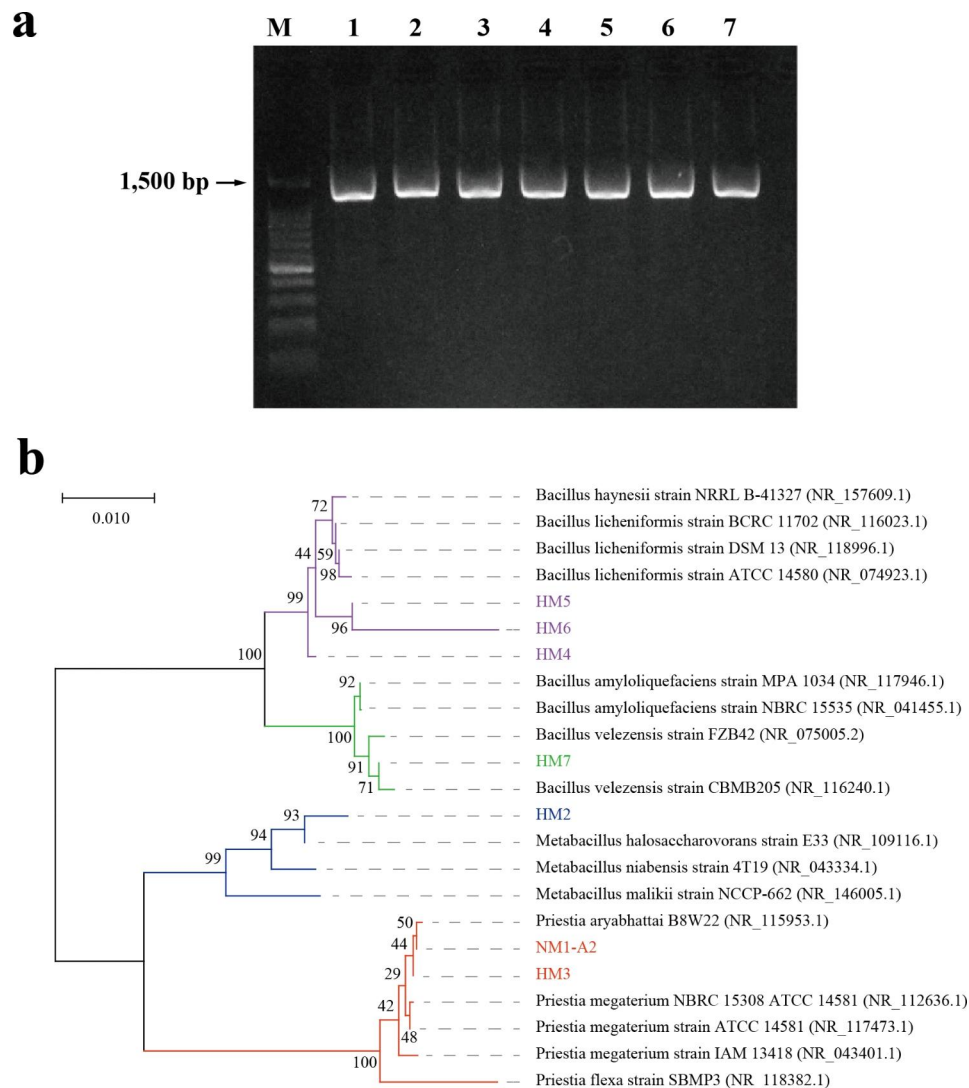 a
M 1 2 3 4 5 6 7
1,500 bp
b
0.010
72
44
59
98
99
96
100
92
100
91
71
93
94
99
50
44
29
42
48
100
Bacillus haynesii strain NRRL B-41327 (NR_157609.1)
Bacillus licheniformis strain BCRC 11702 (NR_116023.1)
Bacillus licheniformis strain DSM 13 (NR_118996.1)
Bacillus licheniformis strain ATCC 14580 (NR_074923.1)
HM5
HM6
HM4
Bacillus amyloliquefaciens strain MPA 1034 (NR_117946.1)
Bacillus amyloliquefaciens strain NBRC 15535 (NR_041455.1)
Bacillus velezensis strain FZB42 (NR_075005.2)
HM7
Bacillus velezensis strain CBMB205 (NR_116240.1)
HM2
Metabacillus halosaccharovorans strain E33 (NR_109116.1)
Metabacillus niabensis strain 4T19 (NR_043334.1)
Metabacillus malikii strain NCCP-662 (NR_146005.1)
Priestia aryabhattai B8W22 (NR_115953.1)
NM1-A2
HM3
Priestia megaterium NBRC 15308 ATCC 14581 (NR_112636.1)
Priestia megaterium strain ATCC 14581 (NR_117473.1)
Priestia megaterium strain IAM 13418 (NR_043401.1)
Priestia flexa strain SBMP3 (NR_118382.1)